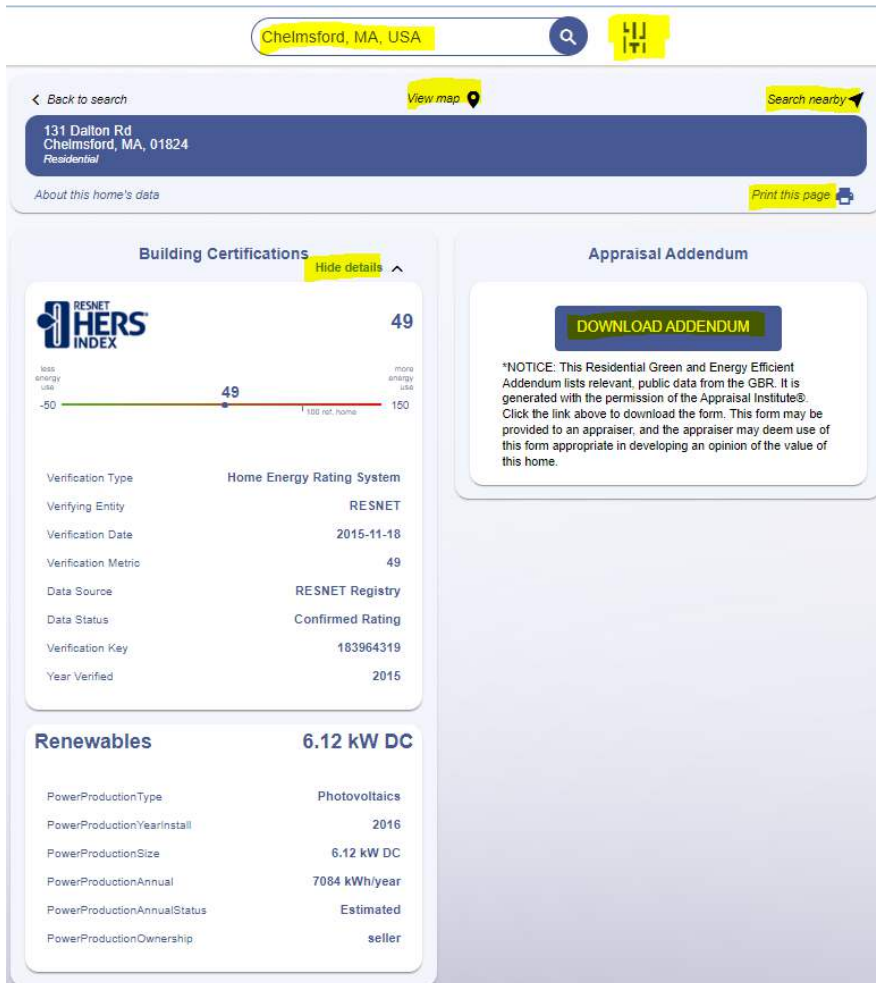 Chelmsford, MA, USA
Back to search
View map
Search nearby
131 Dalton Rd
Chelmsford, MA, 01824
Residential
About this home's data
Print this page
Building Certifications
Hide details
RESNET
HERS
INDEX
49
less
energy
use
more
energy
use
49
-50
100 ref. home
150
Verification Type Home Energy Rating System
Verifying Entity RESNET
Verification Date 2015-11-18
Verification Metric 49
Data Source RESNET Registry
Data Status Confirmed Rating
Verification Key 183964319
Year Verified 2015
Renewables 6.12 kW DC
PowerProductionType Photovoltaics
PowerProductionYearInstall 2016
PowerProductionSize 6.12 kW DC
PowerProductionAnnual 7084 kWh/year
PowerProductionAnnualStatus Estimated
PowerProductionOwnership seller
Appraisal Addendum
DOWNLOAD ADDENDUM
*NOTICE: This Residential Green and Energy Efficient
Addendum lists relevant, public data from the GBR. It is
generated with the permission of the Appraisal Institute®.
Click the link above to download the form. This form may be
provided to an appraiser, and the appraiser may deem use of
this form appropriate in developing an opinion of the value of
this home.